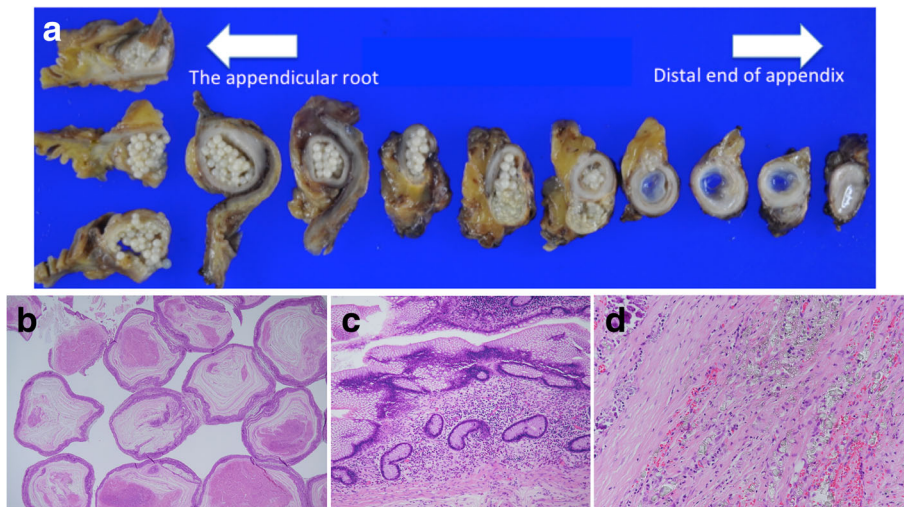 a
The appendicular root
Distal end of appendix
b
c
d